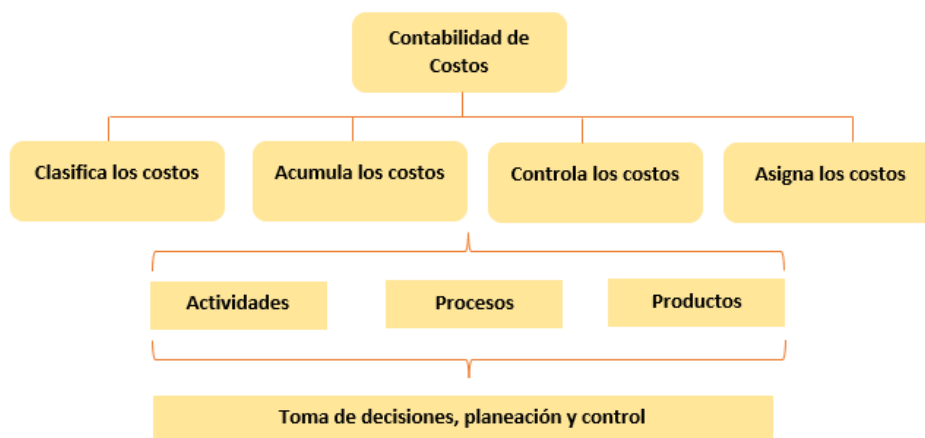 Contabilidad de
Costos
Clasifica los costos
Acumula los costos
Controla los costos
Asigna los costos
Actividades
Procesos
Productos
Toma de decisiones, planeación y control